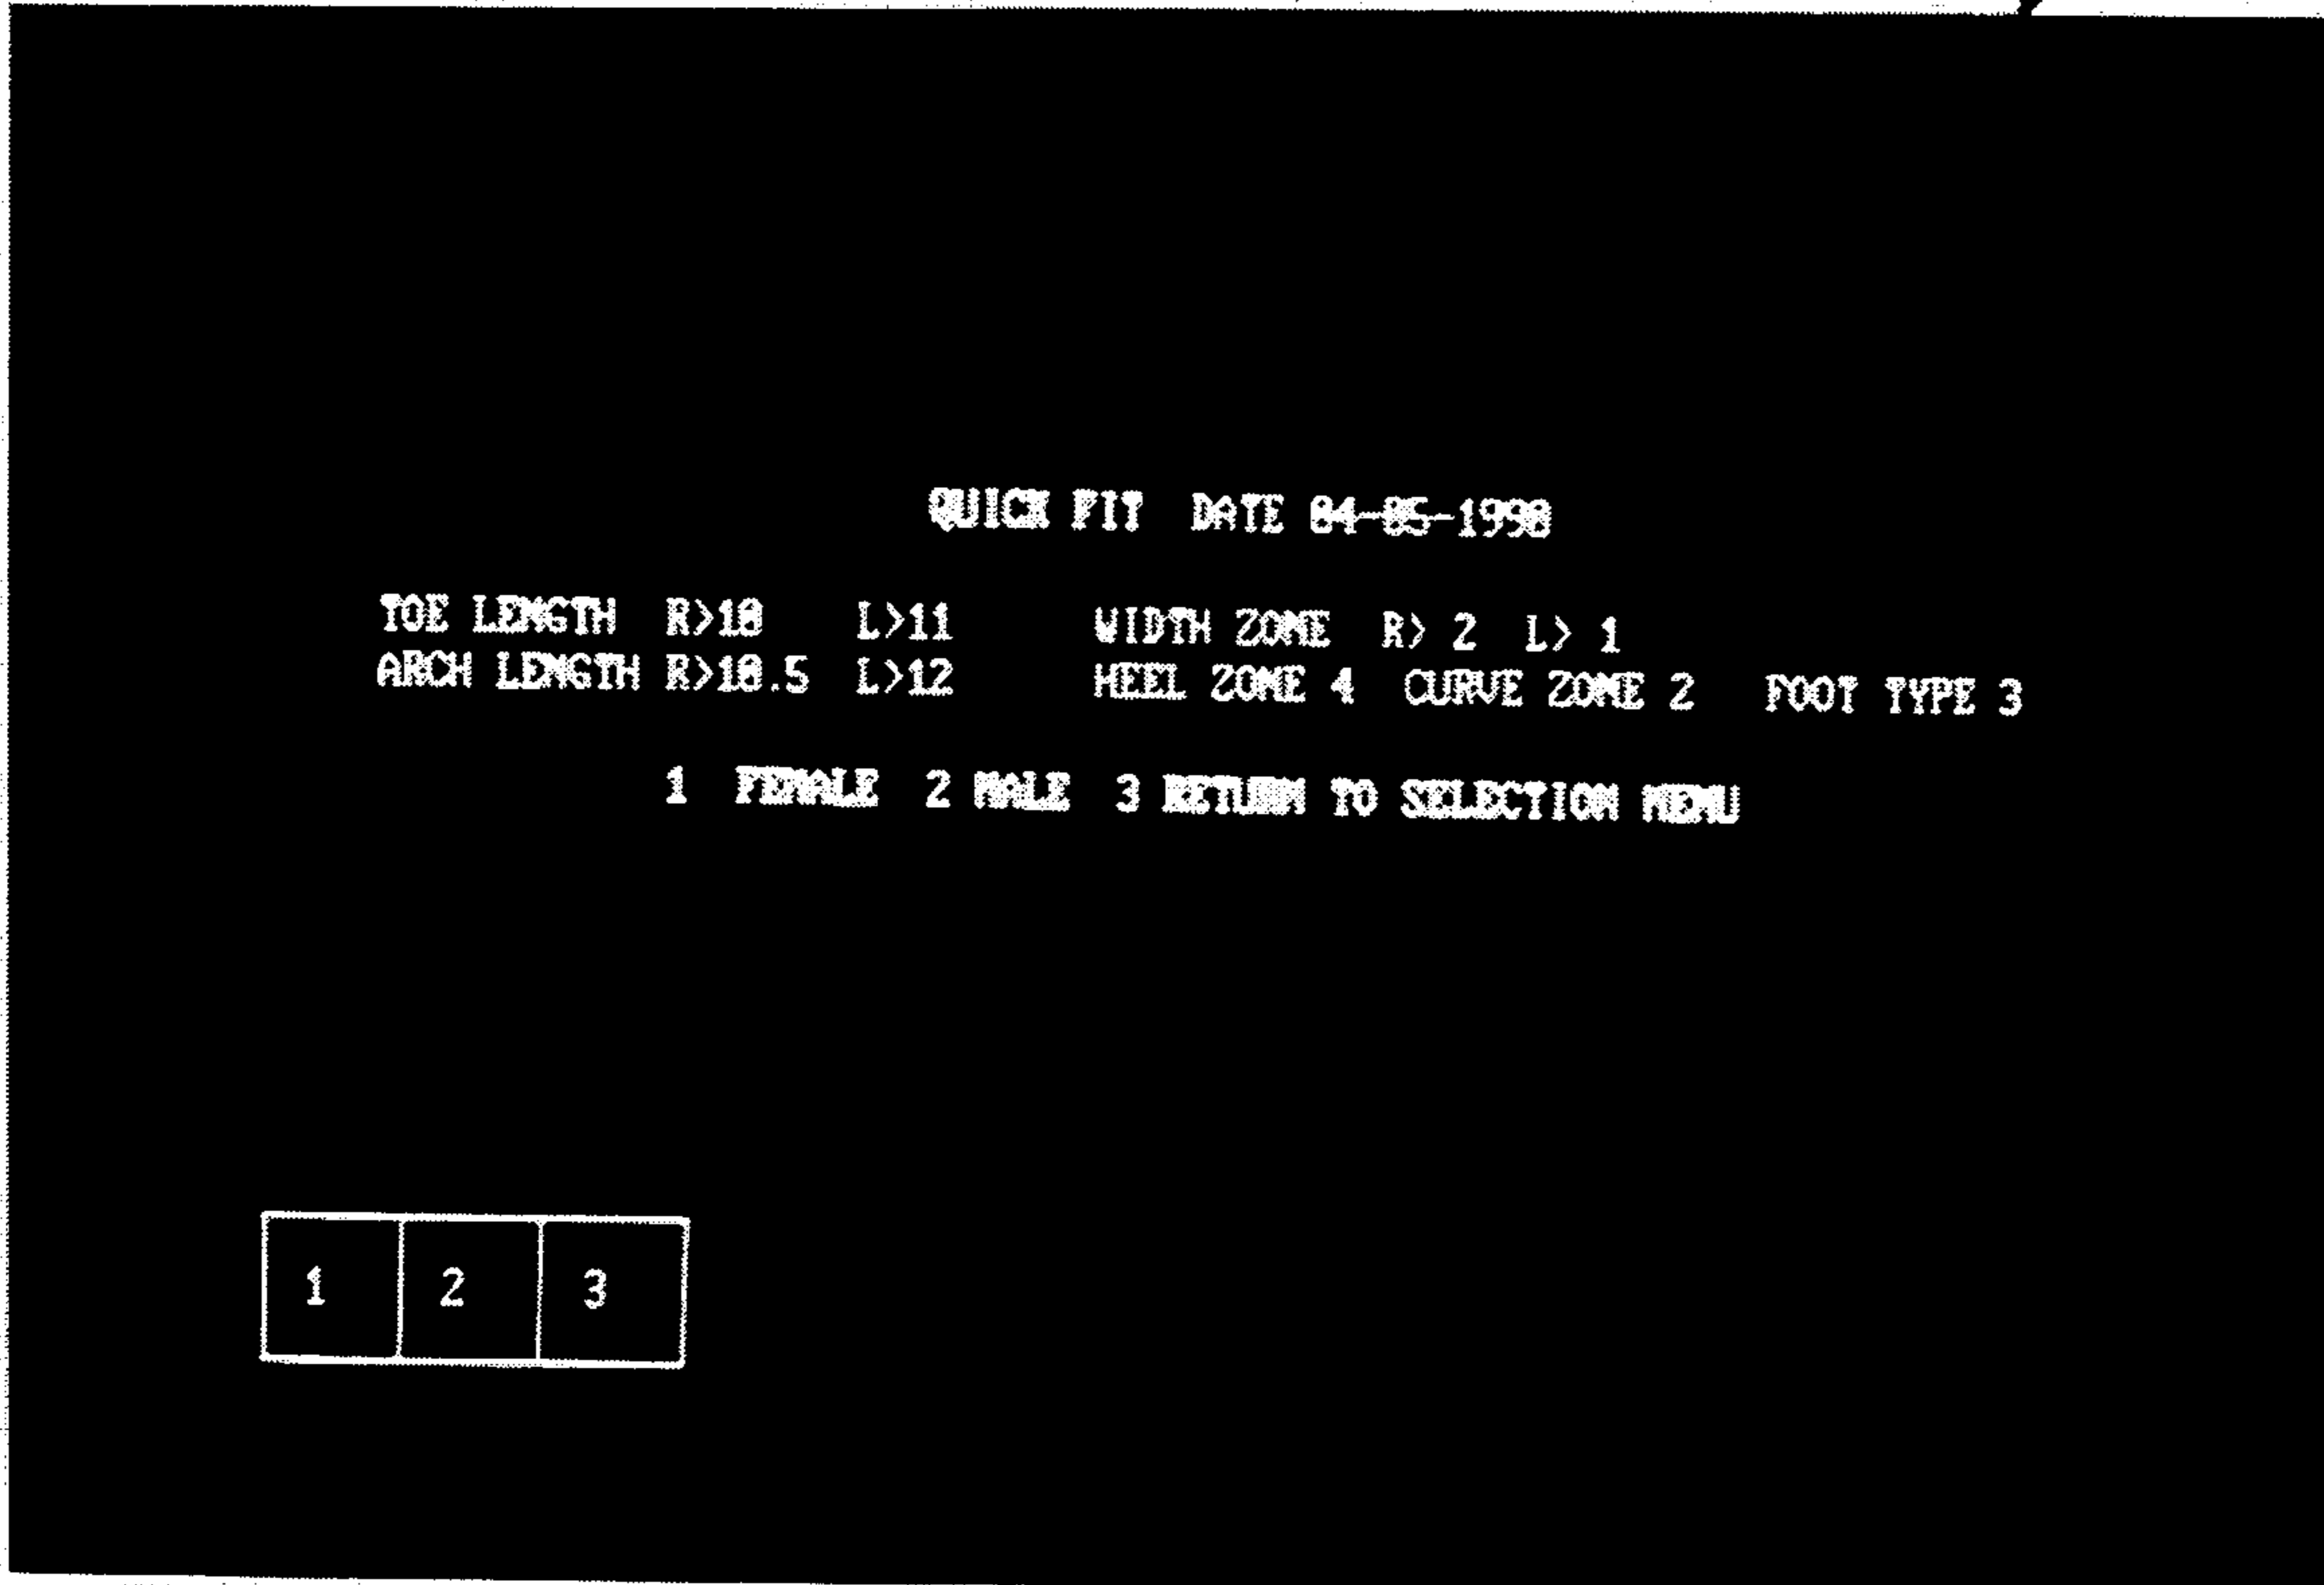 QUICK FIT DATE 04-05-1990
TOE LENGTH R>10 L>11 WIDTH ZONE R> 2 L> 1
ARCH LENGTH R>10.5 L>12 HEEL ZONE 4 CURVE ZONE 2 FOOT TYPE 3
1 FEMALE 2 MALE 3 RETURN TO SELECTION MENU
1 2 3